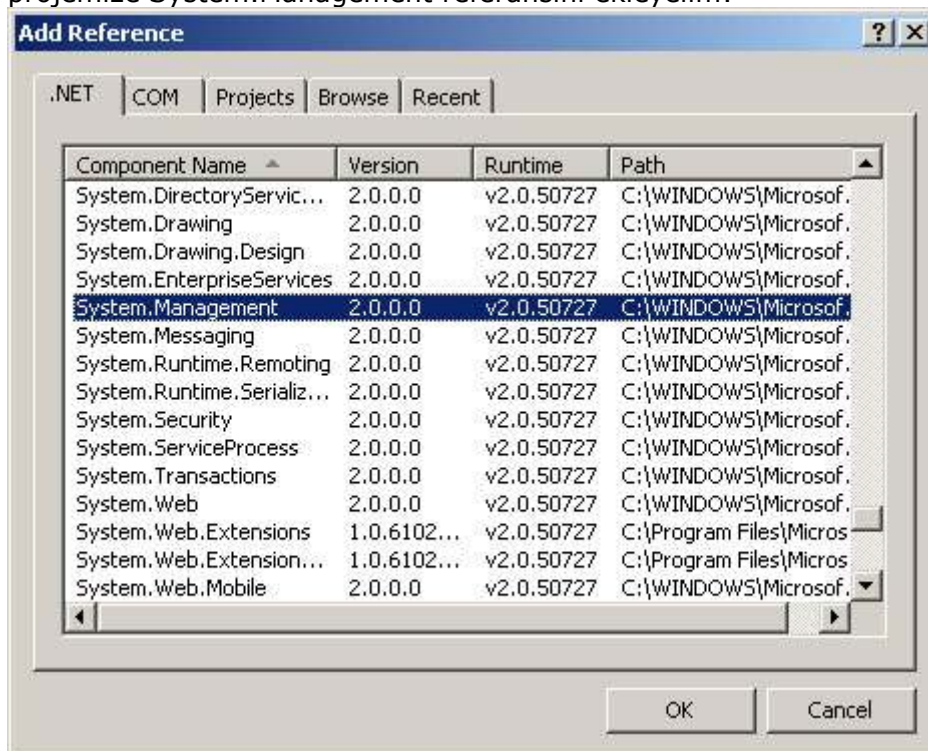 projemize System.Management referansını ekleyelim.
Add Reference
.NET COM Projects Browse Recent
Component Name Version Runtime Path
System.DirectoryServic... 2.0.0.0 v2.0.50727 C:\WINDOWS\Microsof.
System.Drawing 2.0.0.0 v2.0.50727 C:\WINDOWS\Microsof.
System.Drawing.Design 2.0.0.0 v2.0.50727 C:\WINDOWS\Microsof.
System.EnterpriseServices 2.0.0.0 v2.0.50727 C:\WINDOWS\Microsof.
System.Management 2.0.0.0 v2.0.50727 C:\WINDOWS\Microsof.
System.Messaging 2.0.0.0 v2.0.50727 C:\WINDOWS\Microsof.
System.Runtime.Remoting 2.0.0.0 v2.0.50727 C:\WINDOWS\Microsof.
System.Runtime.Serializ... 2.0.0.0 v2.0.50727 C:\WINDOWS\Microsof.
System.Security 2.0.0.0 v2.0.50727 C:\WINDOWS\Microsof.
System.ServiceProcess 2.0.0.0 v2.0.50727 C:\WINDOWS\Microsof.
System.Transactions 2.0.0.0 v2.0.50727 C:\WINDOWS\Microsof.
System.Web 2.0.0.0 v2.0.50727 C:\WINDOWS\Microsof.
System.Web.Extensions 1.0.6102... v2.0.50727 C:\Program Files\Micros
System.Web.Extension... 1.0.6102... v2.0.50727 C:\Program Files\Micros
System.Web.Mobile 2.0.0.0 v2.0.50727 C:\WINDOWS\Microsof.
OK Cancel